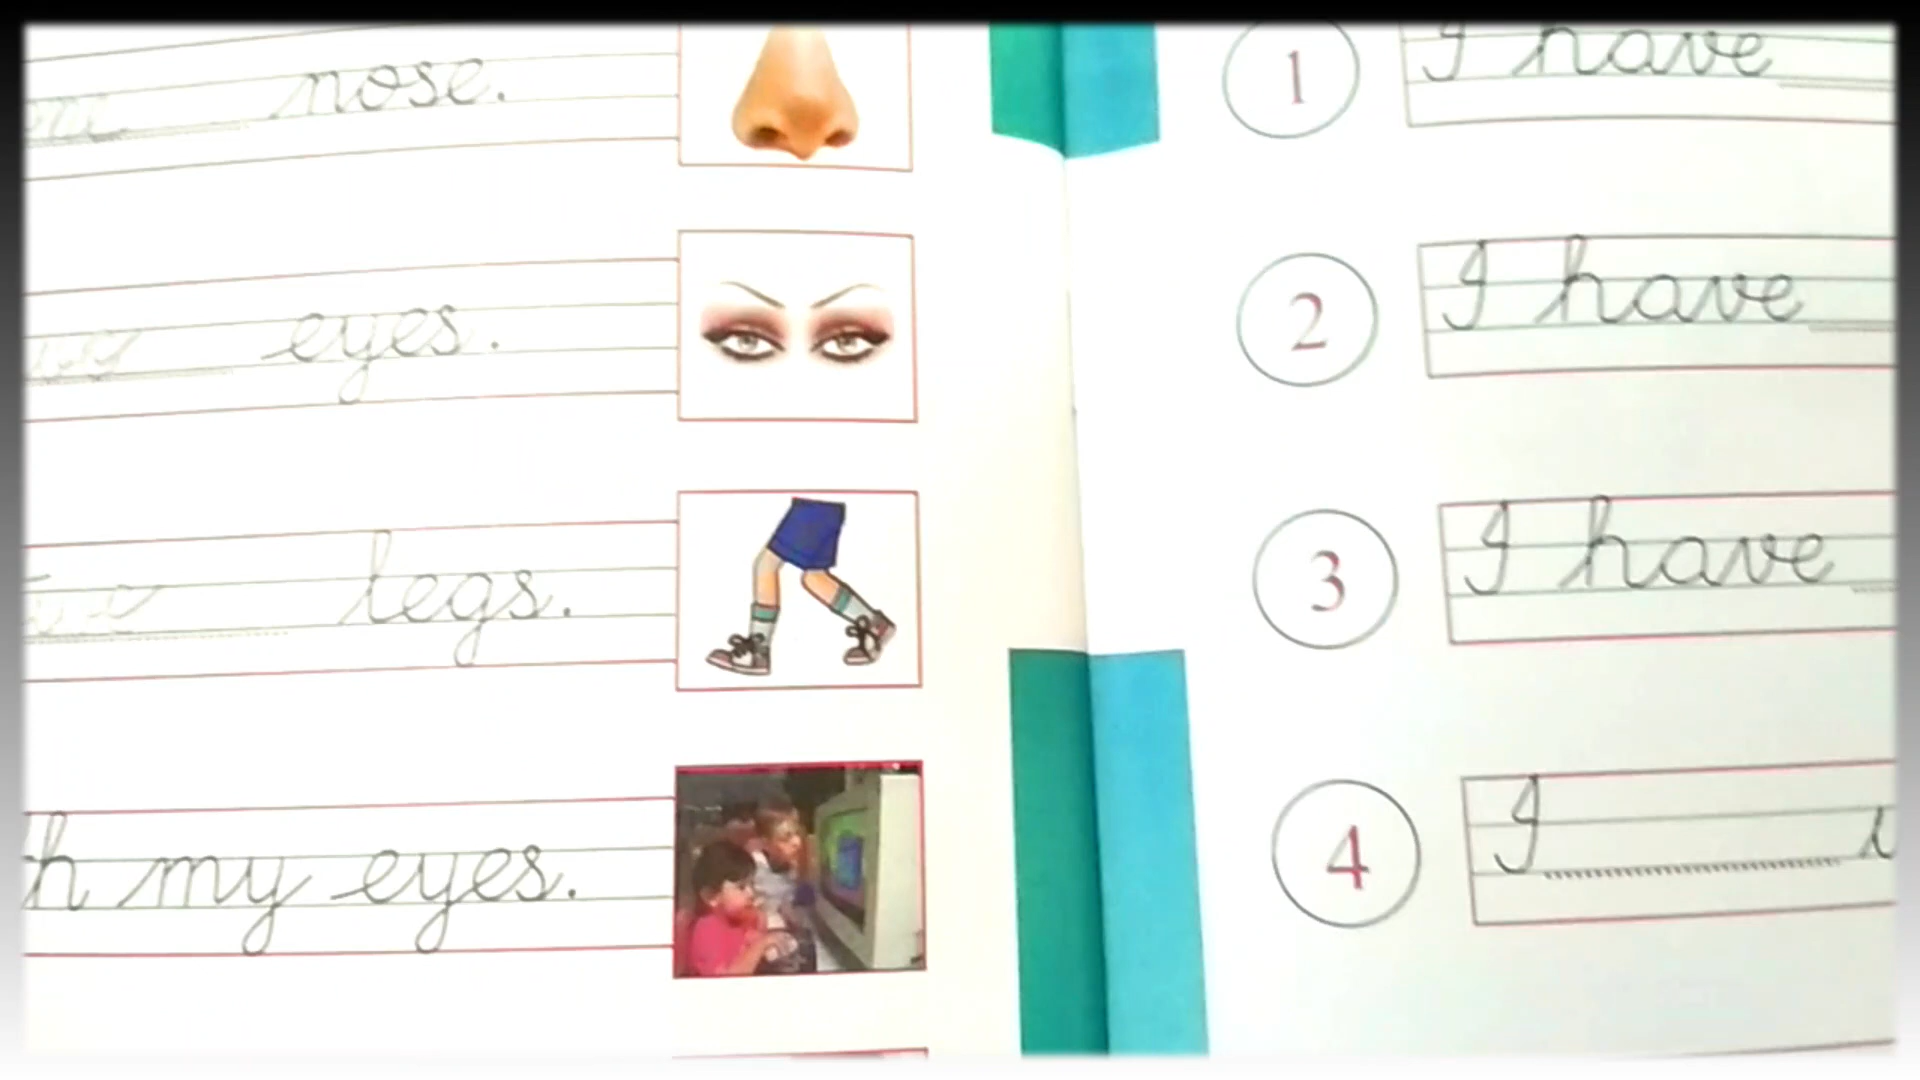 nose.
eyes.
legs.
my eyes.
1 I have
2 I have
3 I have
4 I